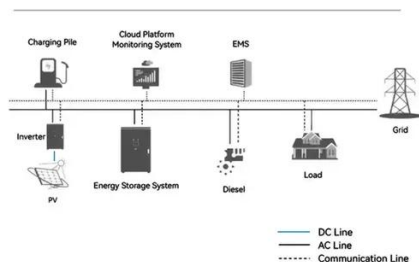 Charging Pile
Cloud Platform
Monitoring System
EMS
Grid
Inverter
PV
Energy Storage System
Diesel
Load
DC Line
AC Line
Communication Line